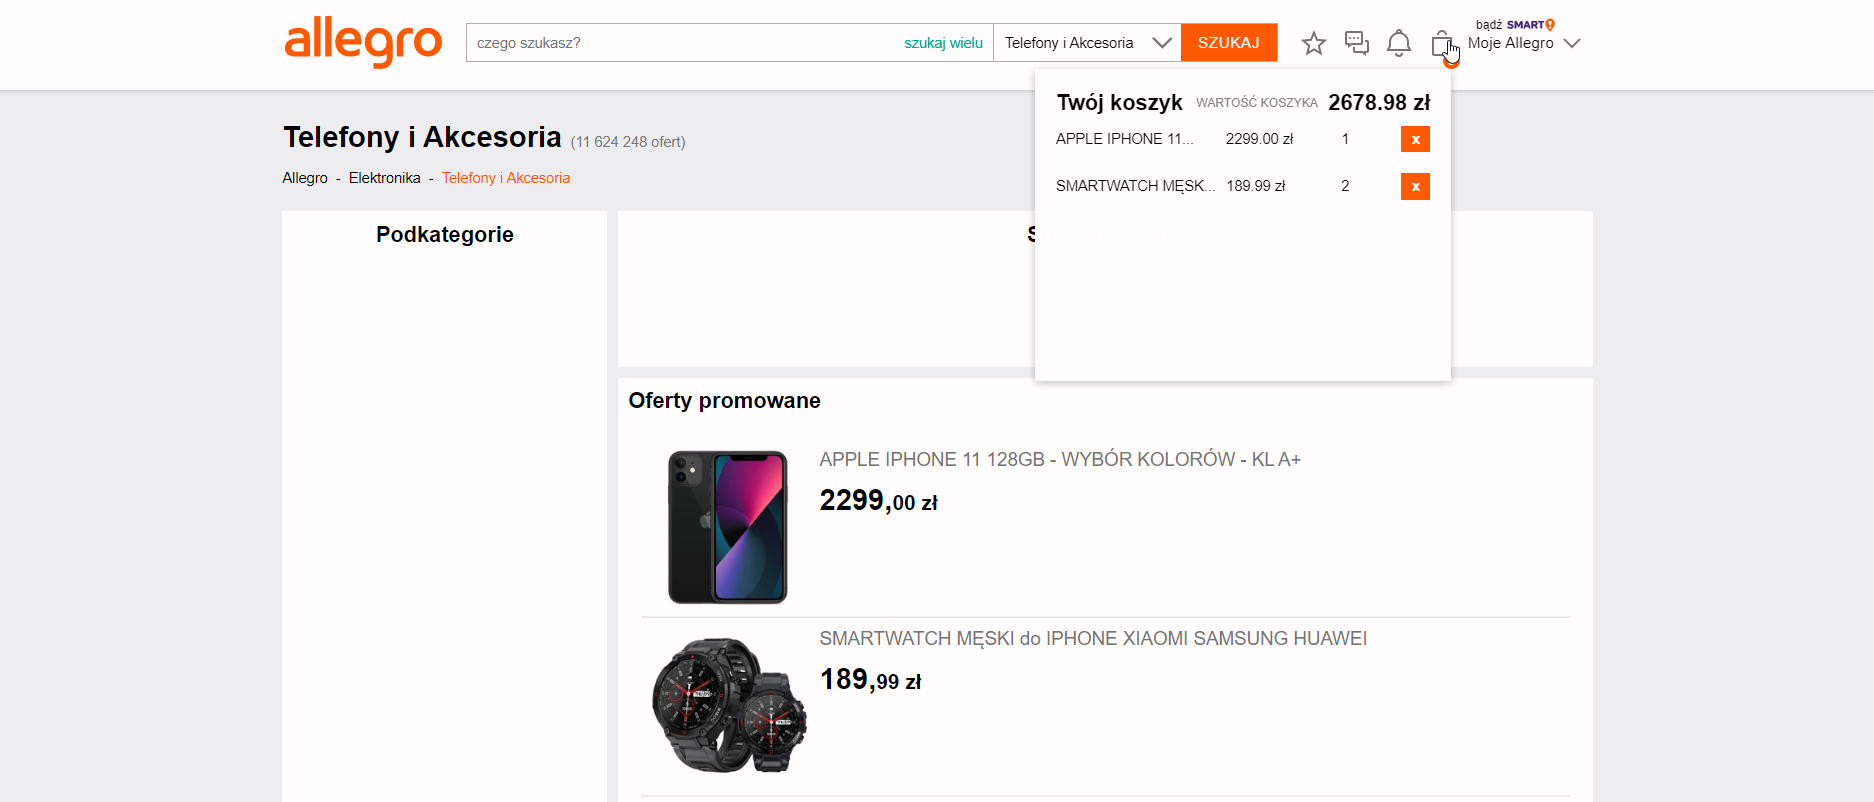 allegro
czego szukasz?
szukaj wielu
Telefony i Akcesoria
SZUKAJ
bądź SMART!
Moje Allegro
Twój koszyk WARTOŚĆ KOSZYKA 2678.98 zł
APPLE IPHONE 11... 2299.00 zł 1 x
SMARTWATCH MĘSK... 189.99 zł 2 x
Telefony i Akcesoria (11 624 248 ofert)
Allegro - Elektronika - Telefony i Akcesoria
Podkategorie
Oferty promowane
APPLE IPHONE 11 128GB - WYBÓR KOLORÓW - KL A+
2299,00 zł
SMARTWATCH MĘSKI do IPHONE XIAOMI SAMSUNG HUAWEI
189,99 zł